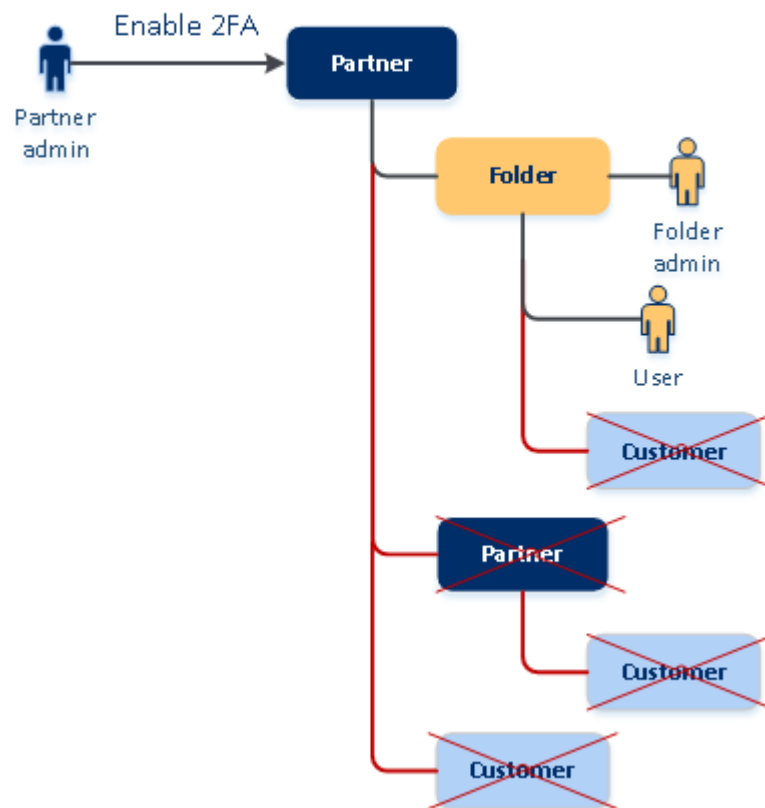 Enable 2FA
Partner
Partner
admin
Folder
Folder
admin
User
Customer
Partner
Customer
Customer